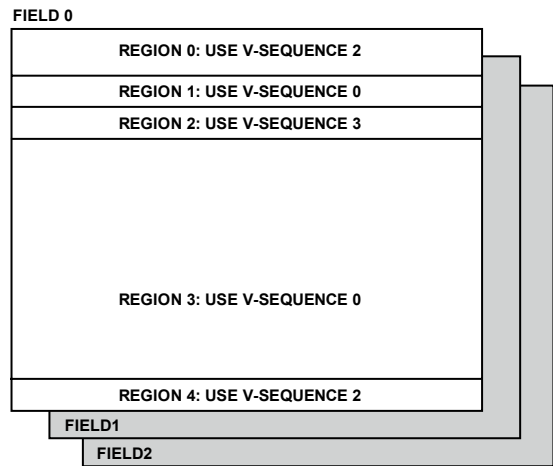 FIELD 0
REGION 0: USE V-SEQUENCE 2
REGION 1: USE V-SEQUENCE 0
REGION 2: USE V-SEQUENCE 3
REGION 3: USE V-SEQUENCE 0
REGION 4: USE V-SEQUENCE 2
FIELD1
FIELD2